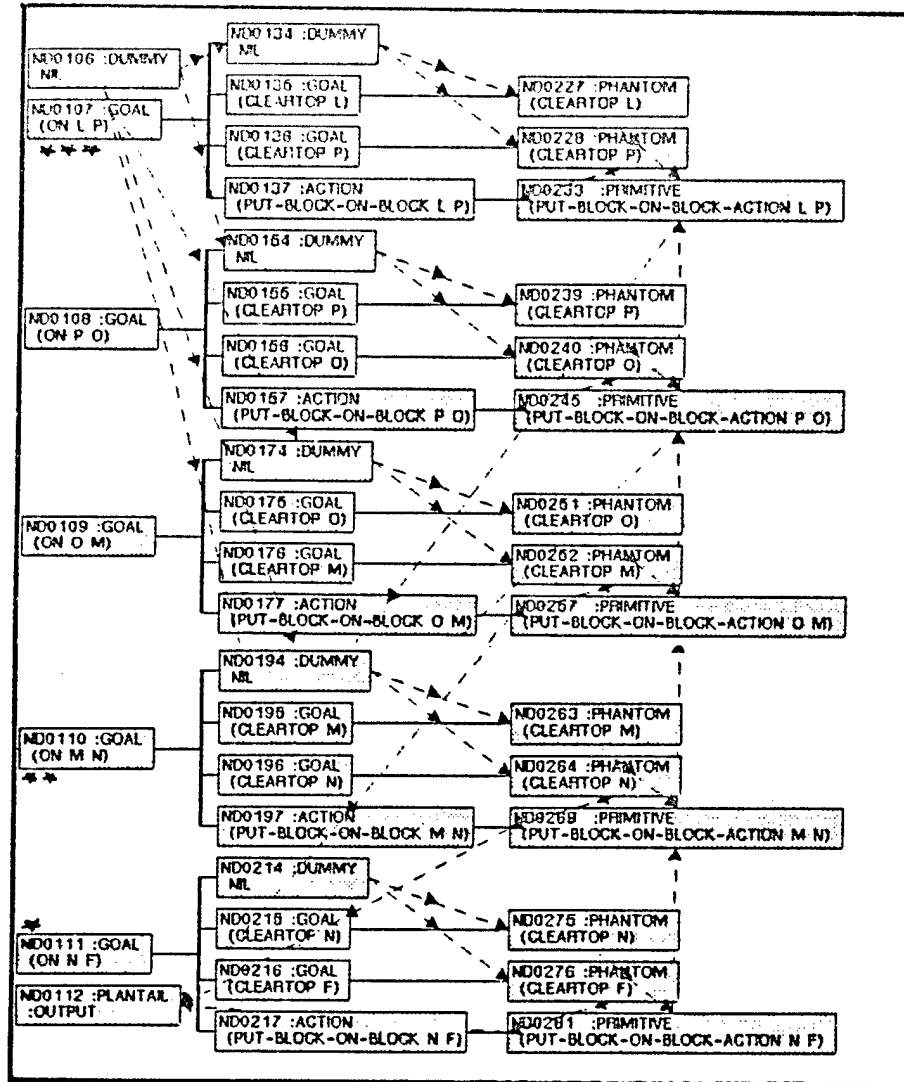 ND0106 :DUMMY
NIL
ND0107 :GOAL
(ON L P)
ND0134 :DUMMY
NIL
ND0135 :GOAL
(CLEARTOP L)
ND0136 :GOAL
(CLEARTOP P)
ND0137 :ACTION
(PUT-BLOCK-ON-BLOCK L P)
ND0227 :PHANTOM
(CLEARTOP L)
ND0228 :PHANTOM
(CLEARTOP P)
ND0233 :PRIMITIVE
(PUT-BLOCK-ON-BLOCK-ACTION L P)
ND0108 :GOAL
(ON P O)
ND0154 :DUMMY
NIL
ND0155 :GOAL
(CLEARTOP P)
ND0156 :GOAL
(CLEARTOP O)
ND0157 :ACTION
(PUT-BLOCK-ON-BLOCK P O)
ND0239 :PHANTOM
(CLEARTOP P)
ND0240 :PHANTOM
(CLEARTOP O)
ND0245 :PRIMITIVE
(PUT-BLOCK-ON-BLOCK-ACTION P O)
ND0109 :GOAL
(ON O M)
ND0174 :DUMMY
NIL
ND0175 :GOAL
(CLEARTOP O)
ND0176 :GOAL
(CLEARTOP M)
ND0177 :ACTION
(PUT-BLOCK-ON-BLOCK O M)
ND0251 :PHANTOM
(CLEARTOP O)
ND0252 :PHANTOM
(CLEARTOP M)
ND0257 :PRIMITIVE
(PUT-BLOCK-ON-BLOCK-ACTION O M)
ND0110 :GOAL
(ON M N)
ND0194 :DUMMY
NIL
ND0195 :GOAL
(CLEARTOP M)
ND0196 :GOAL
(CLEARTOP N)
ND0197 :ACTION
(PUT-BLOCK-ON-BLOCK M N)
ND0263 :PHANTOM
(CLEARTOP M)
ND0264 :PHANTOM
(CLEARTOP N)
ND0269 :PRIMITIVE
(PUT-BLOCK-ON-BLOCK-ACTION M N)
ND0111 :GOAL
(ON N F)
ND0112 :PLANTAIL
:OUTPUT
ND0214 :DUMMY
NIL
ND0215 :GOAL
(CLEARTOP N)
ND0216 :GOAL
(CLEARTOP F)
ND0217 :ACTION
(PUT-BLOCK-ON-BLOCK N F)
ND0275 :PHANTOM
(CLEARTOP N)
ND0276 :PHANTOM
(CLEARTOP F)
ND0281 :PRIMITIVE
(PUT-BLOCK-ON-BLOCK-ACTION N F)